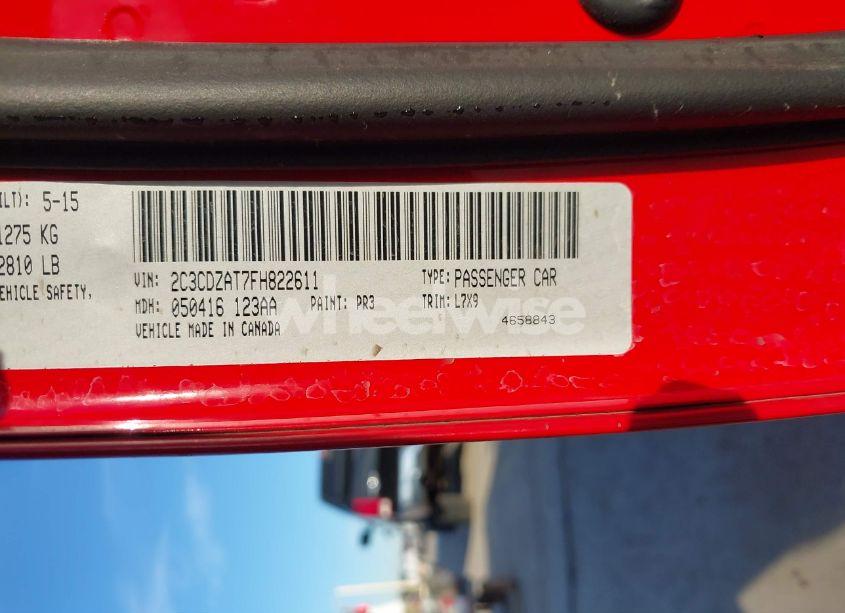 ILT): 5-15
1275 KG
2810 LB
EHICLE SAFETY,
VIN: 2C3CDZAT7FH822611 TYPE: PASSENGER CAR
MDH: 050416 123AA PAINT: PR3 TRIM: L7X9
VEHICLE MADE IN CANADA 4658843
wheelwise